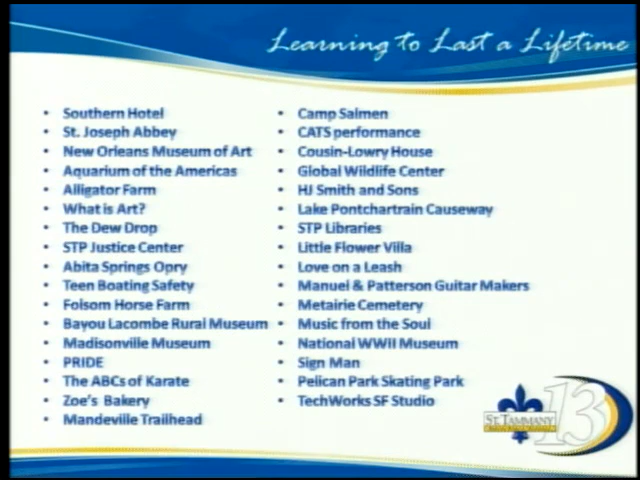 Learning to Last a Lifetime
Southern Hotel
St. Joseph Abbey
New Orleans Museum of Art
Aquarium of the Americas
Alligator Farm
What is Art?
The Dew Drop
STP Justice Center
Abita Springs Opry
Teen Boating Safety
Folsom Horse Farm
Bayou Lacombe Rural Museum
Madisonville Museum
PRIDE
The ABCs of Karate
Zoe's Bakery
Mandeville Trailhead
Camp Salmen
CATS performance
Cousin-Lowry House
Global Wildlife Center
HJ Smith and Sons
Lake Pontchartrain Causeway
STP Libraries
Little Flower Villa
Love on a Leash
Manuel & Patterson Guitar Makers
Metairie Cemetery
Music from the Soul
National WWII Museum
Sign Man
Pelican Park Skating Park
TechWorks SF Studio
St. Tammany
13